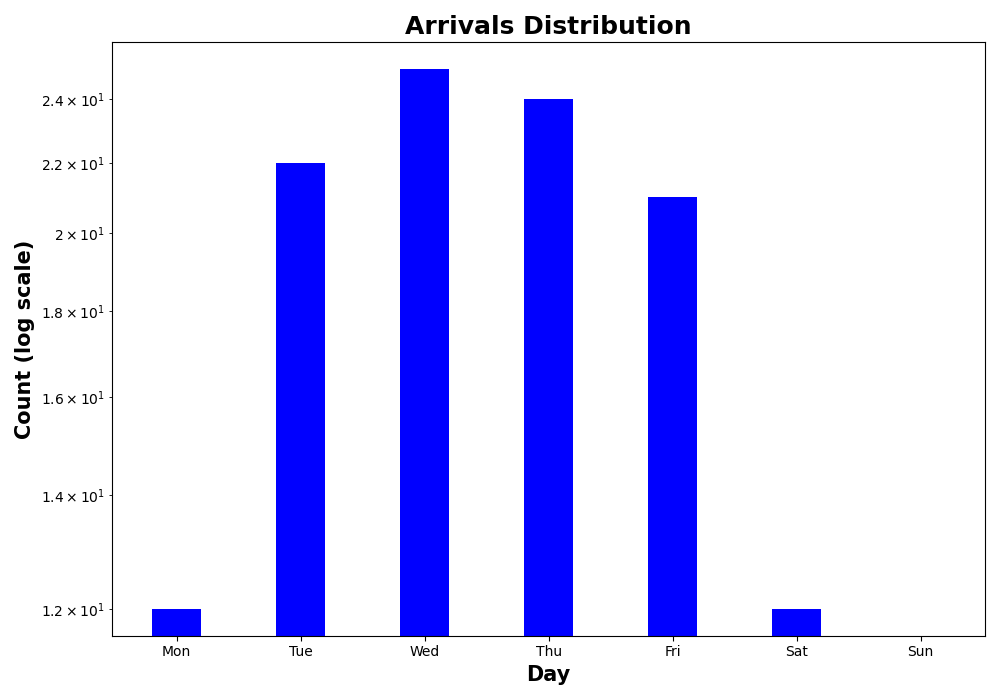 Arrivals Distribution
2.4 × 10¹
2.2 × 10¹
2 × 10¹
1.8 × 10¹
1.6 × 10¹
1.4 × 10¹
1.2 × 10¹
Count (log scale)
Mon Tue Wed Thu Fri Sat Sun
Day